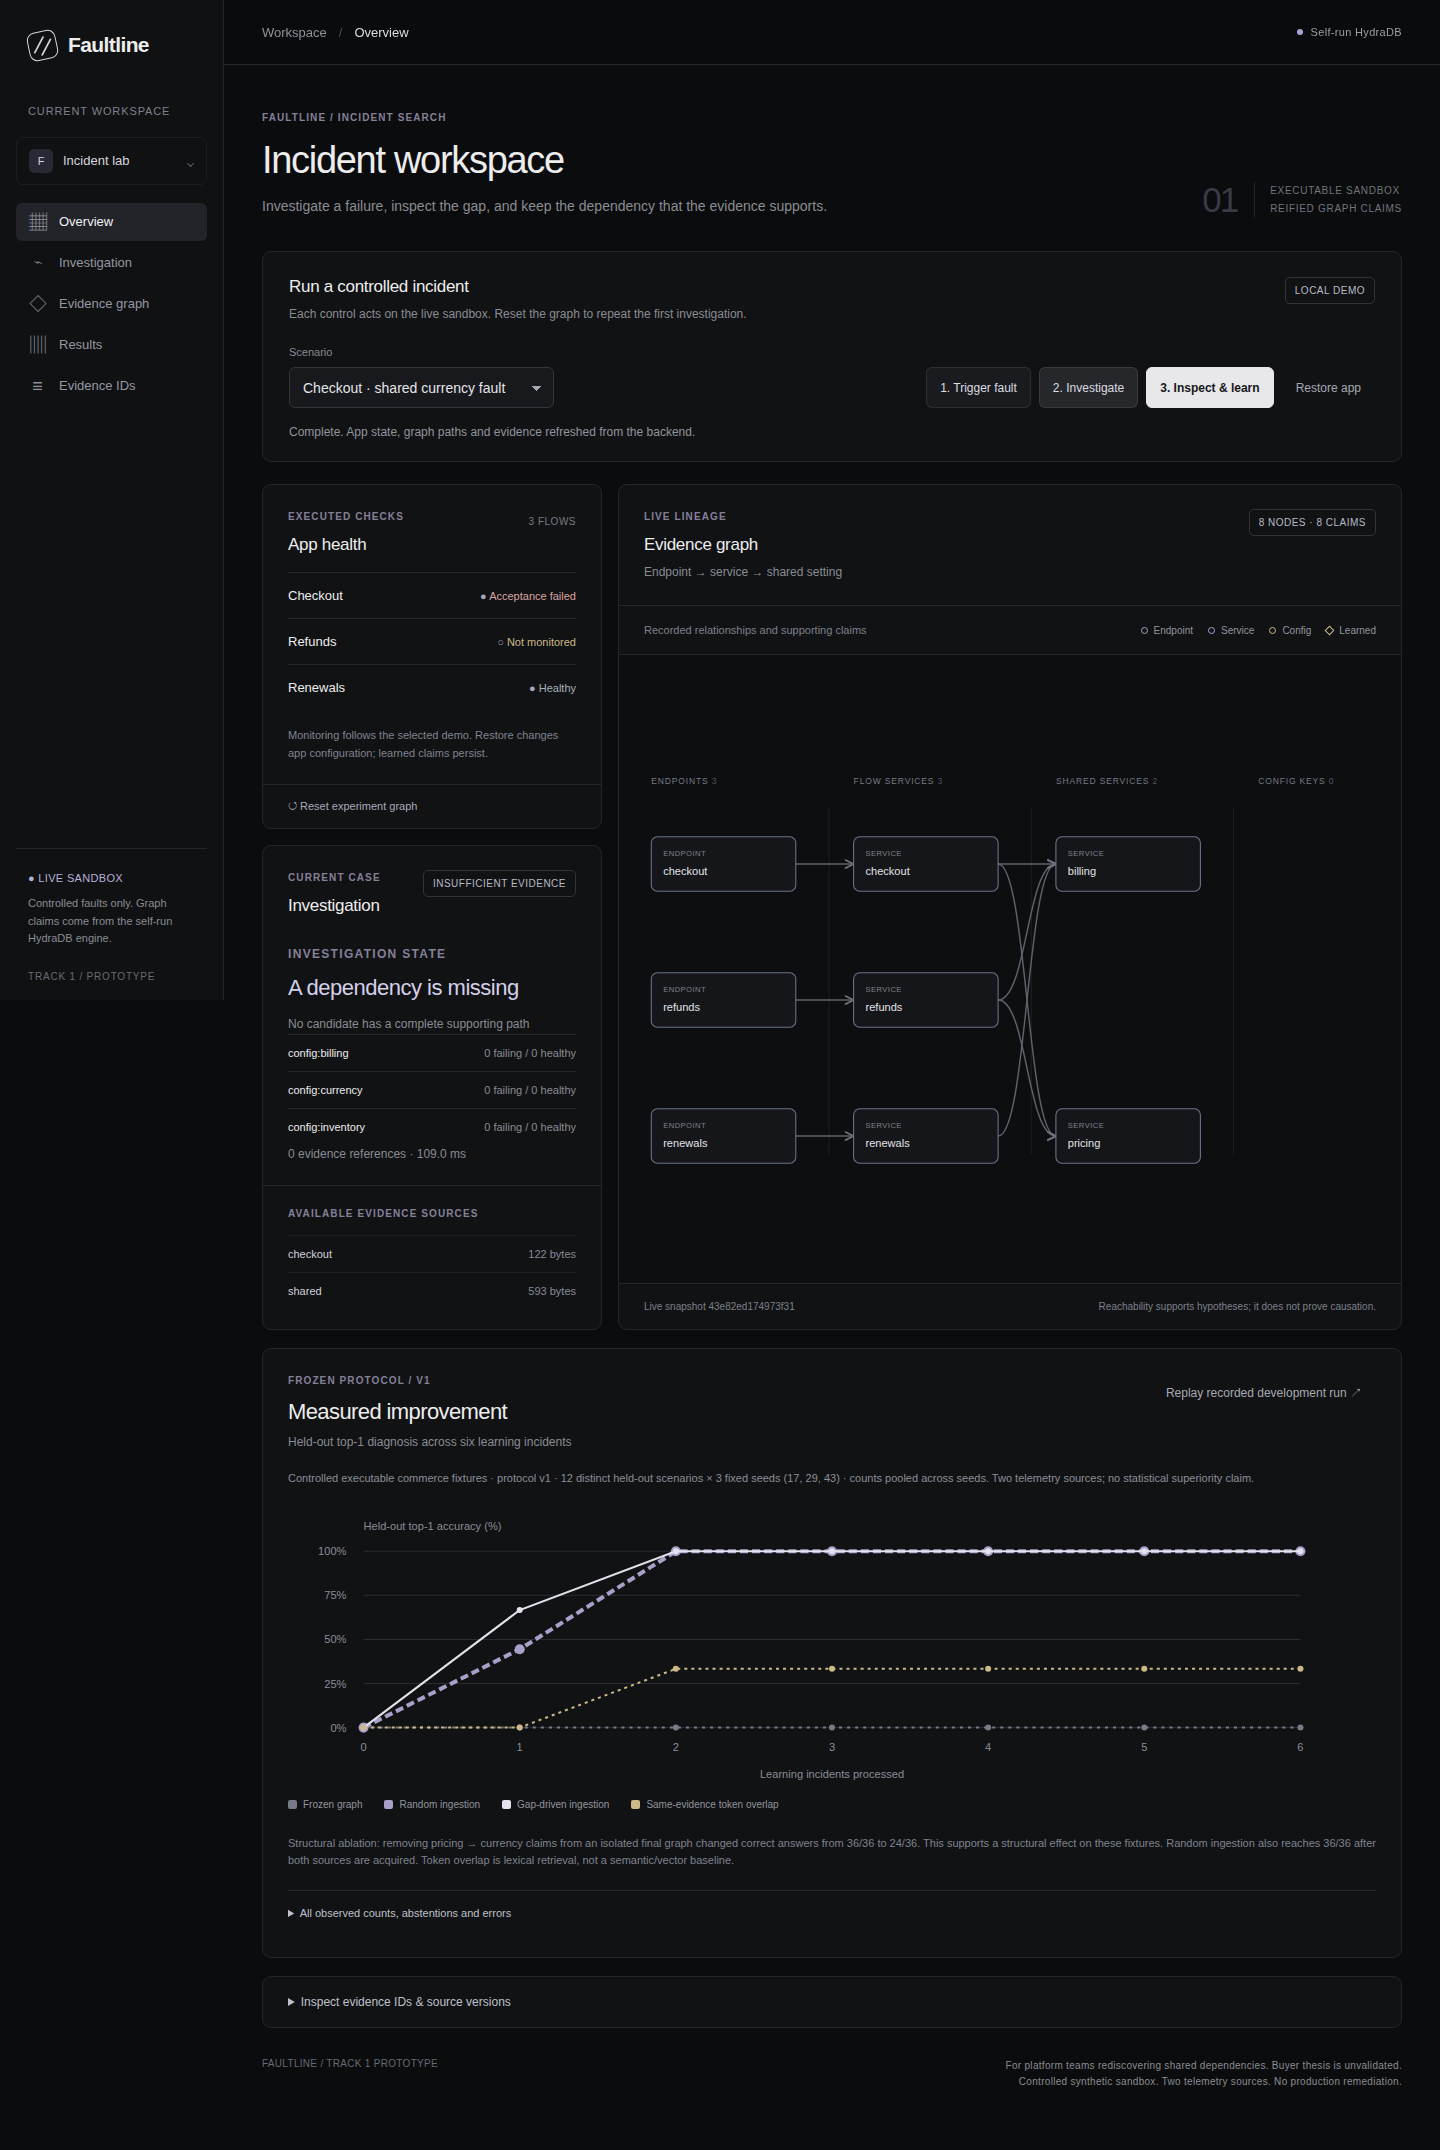 Faultline
CURRENT WORKSPACE
F Incident lab
Overview
Investigation
Evidence graph
Results
Evidence IDs
● LIVE SANDBOX
Controlled faults only. Graph
claims come from the self-run
HydraDB engine.
TRACK 1 / PROTOTYPE
Workspace / Overview
Self-run HydraDB
FAULTLINE / INCIDENT SEARCH
Incident workspace
Investigate a failure, inspect the gap, and keep the dependency that the evidence supports.
01
EXECUTABLE SANDBOX
REIFIED GRAPH CLAIMS
Run a controlled incident
LOCAL DEMO
Each control acts on the live sandbox. Reset the graph to repeat the first investigation.
Scenario
Checkout · shared currency fault
1. Trigger fault
2. Investigate
3. Inspect & learn
Restore app
Complete. App state, graph paths and evidence refreshed from the backend.
EXECUTED CHECKS
3 FLOWS
App health
Checkout ● Acceptance failed
Refunds ○ Not monitored
Renewals ● Healthy
Monitoring follows the selected demo. Restore changes
app configuration; learned claims persist.
Reset experiment graph
CURRENT CASE
INSUFFICIENT EVIDENCE
Investigation
INVESTIGATION STATE
A dependency is missing
No candidate has a complete supporting path
config:billing 0 failing / 0 healthy
config:currency 0 failing / 0 healthy
config:inventory 0 failing / 0 healthy
0 evidence references · 109.0 ms
AVAILABLE EVIDENCE SOURCES
checkout 122 bytes
shared 593 bytes
LIVE LINEAGE
8 NODES · 8 CLAIMS
Evidence graph
Endpoint → service → shared setting
Recorded relationships and supporting claims
Endpoint Service Config Learned
ENDPOINTS 3 FLOW SERVICES 3 SHARED SERVICES 2 CONFIG KEYS 0
ENDPOINT SERVICE SERVICE
checkout checkout billing
ENDPOINT SERVICE
refunds refunds
ENDPOINT SERVICE SERVICE
renewals renewals pricing
Live snapshot 43e82ed174973f31
Reachability supports hypotheses; it does not prove causation.
FROZEN PROTOCOL / V1
Replay recorded development run ↗
Measured improvement
Held-out top-1 diagnosis across six learning incidents
Controlled executable commerce fixtures · protocol v1 · 12 distinct held-out scenarios × 3 fixed seeds (17, 29, 43) · counts pooled across seeds. Two telemetry sources; no statistical superiority claim.
Held-out top-1 accuracy (%)
100%
75%
50%
25%
0%
0 1 2 3 4 5 6
Learning incidents processed
Frozen graph Random ingestion Gap-driven ingestion Same-evidence token overlap
Structural ablation: removing pricing → currency claims from an isolated final graph changed correct answers from 36/36 to 24/36. This supports a structural effect on these fixtures. Random ingestion also reaches 36/36 after
both sources are acquired. Token overlap is lexical retrieval, not a semantic/vector baseline.
▶ All observed counts, abstentions and errors
▶ Inspect evidence IDs & source versions
FAULTLINE / TRACK 1 PROTOTYPE
For platform teams rediscovering shared dependencies. Buyer thesis is unvalidated.
Controlled synthetic sandbox. Two telemetry sources. No production remediation.